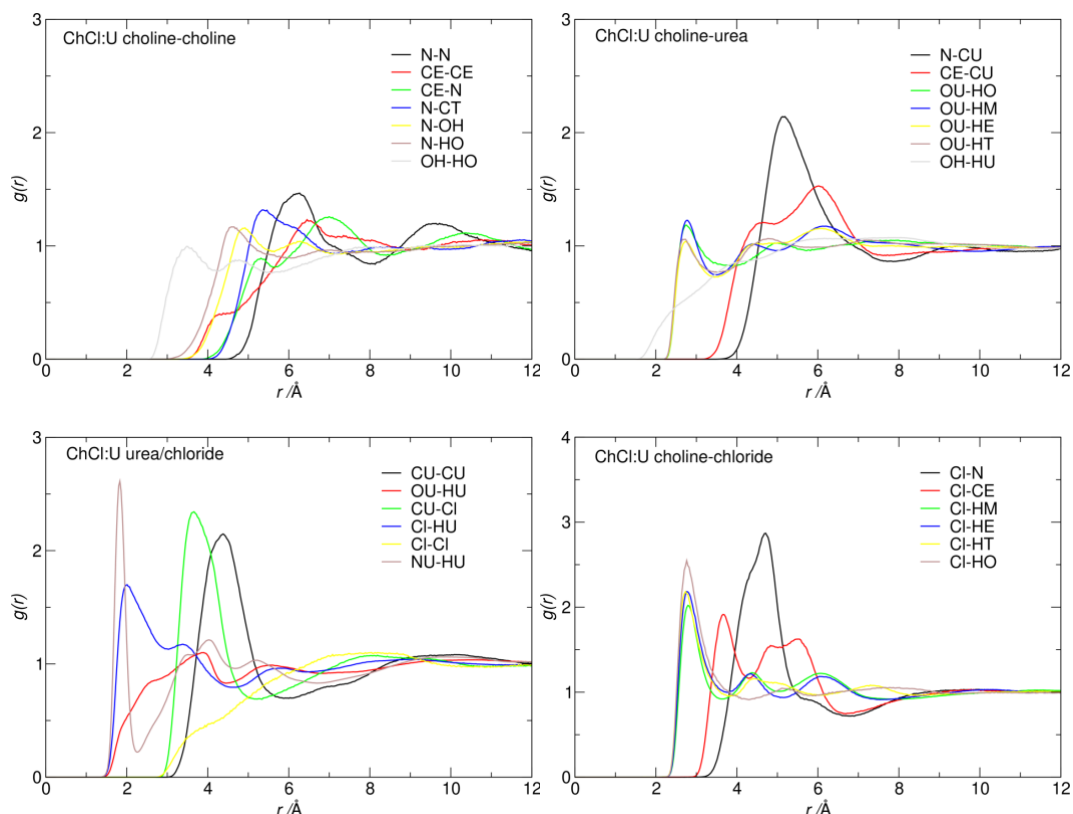 3
ChCl:U choline-choline
N-N
CE-CE
CE-N
N-CT
N-OH
N-HO
OH-HO
2
g(r)
1
0
0 2 4 6 8 10 12
r /Å
3
ChCl:U choline-urea
N-CU
CE-CU
OU-HO
OU-HM
OU-HE
OU-HT
OH-HU
2
g(r)
1
0
0 2 4 6 8 10 12
r /Å
3
ChCl:U urea/chloride
CU-CU
OU-HU
CU-Cl
Cl-HU
Cl-Cl
NU-HU
2
g(r)
1
0
0 2 4 6 8 10 12
r /Å
4
ChCl:U choline-chloride
Cl-N
Cl-CE
Cl-HM
Cl-HE
Cl-HT
Cl-HO
3
2
g(r)
1
0
0 2 4 6 8 10 12
r /Å